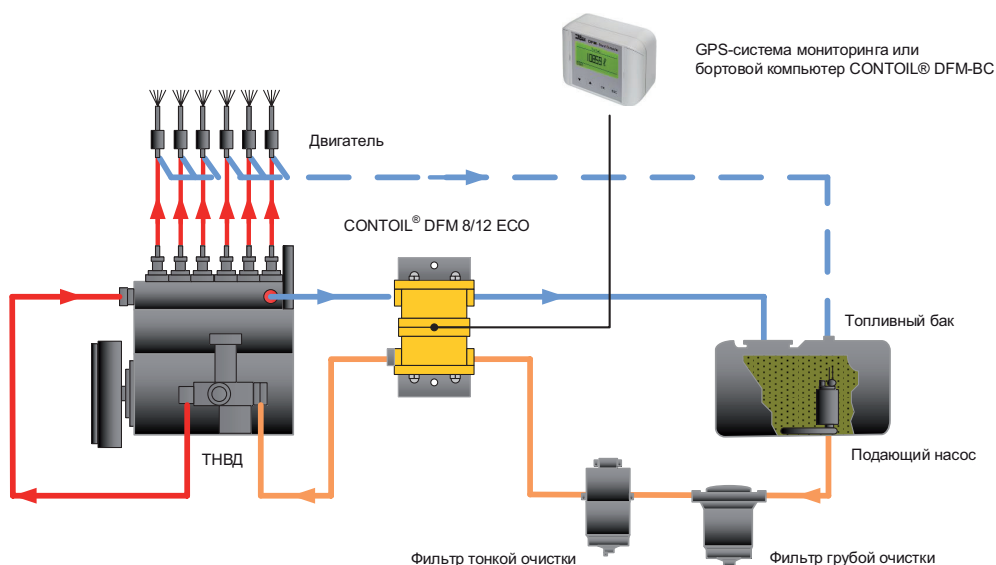 GPS-система мониторинга или
бортовой компьютер CONTOIL® DFM-BC
Двигатель
CONTOIL® DFM 8/12 ECO
Топливный бак
ТНВД
Подающий насос
Фильтр тонкой очистки
Фильтр грубой очистки